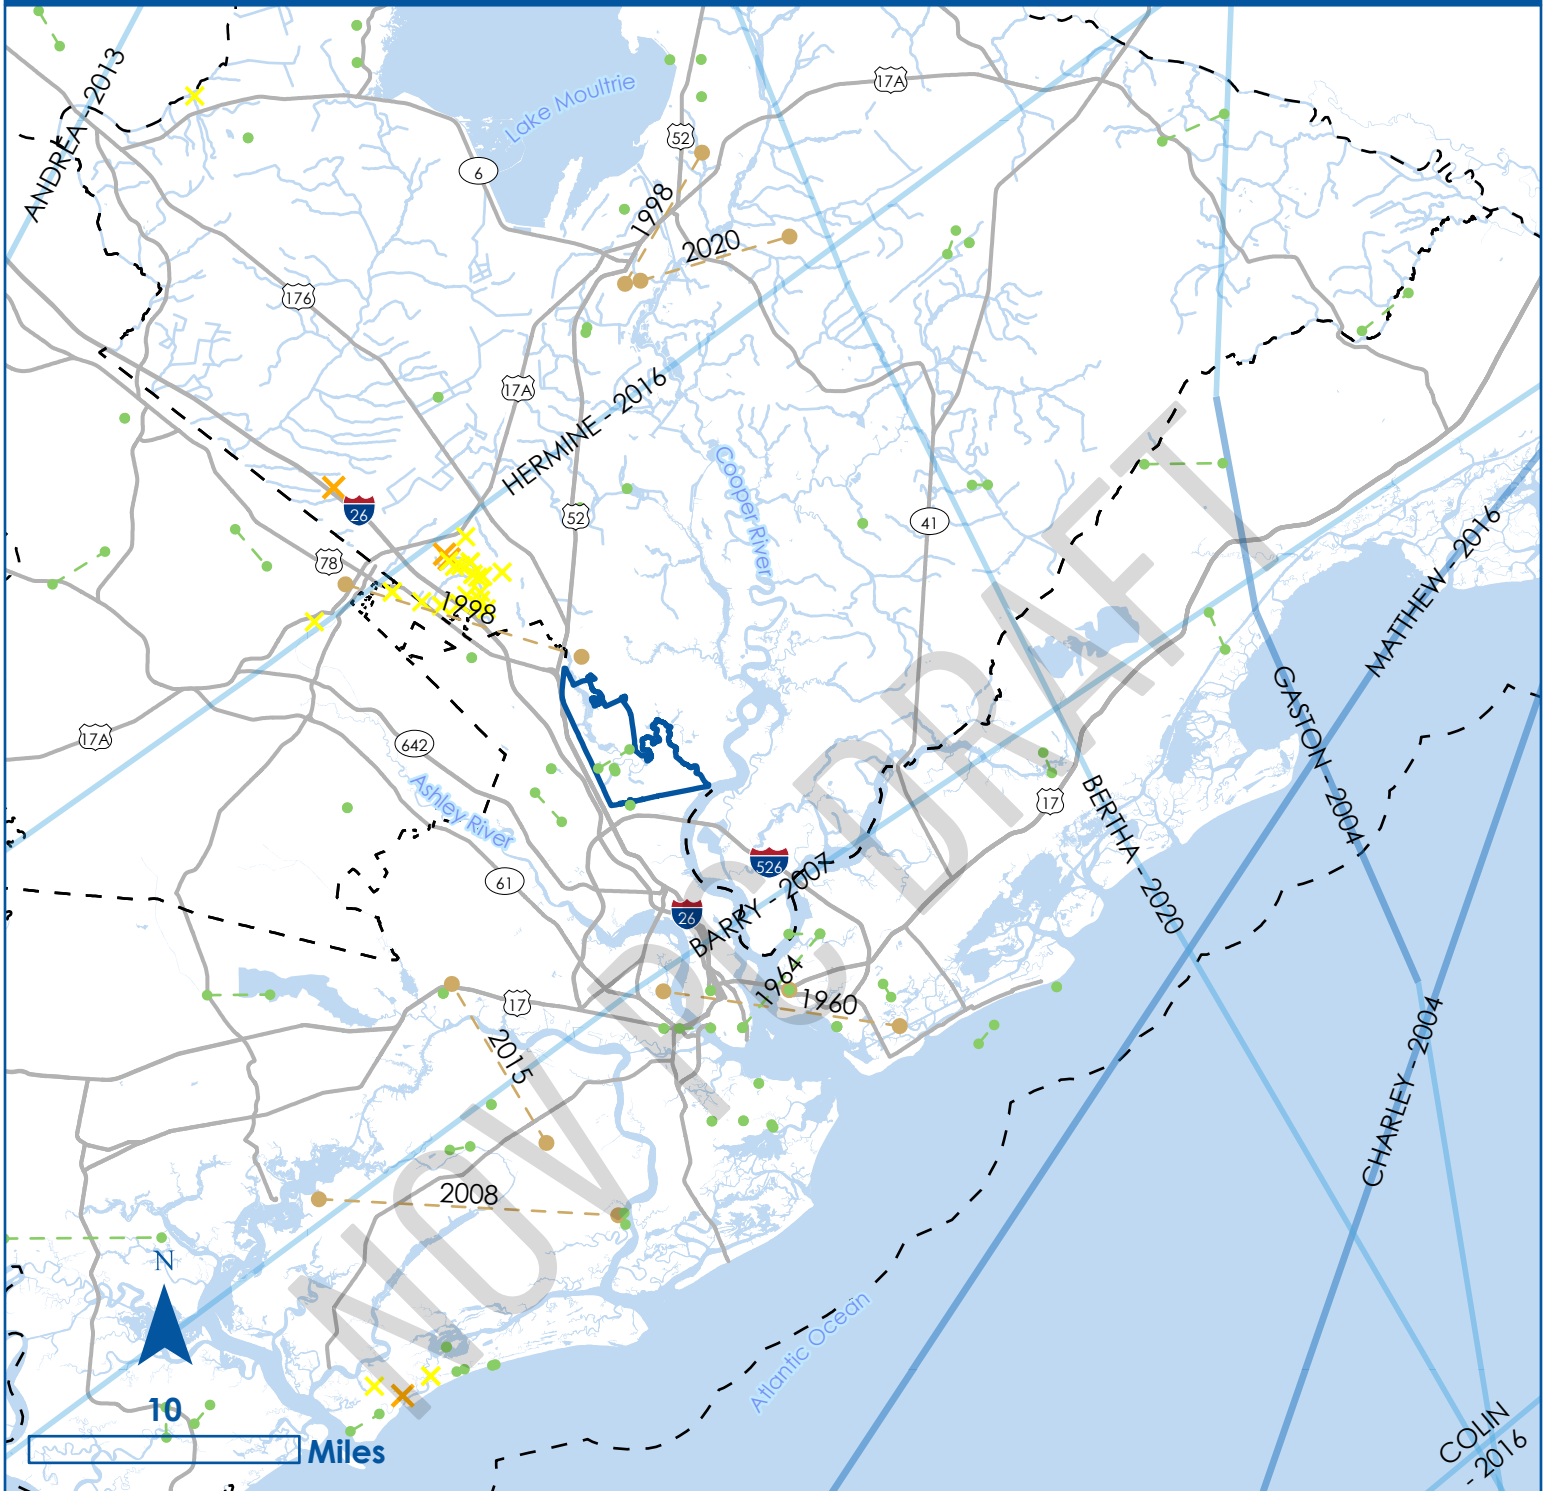 ANDREA - 2013
Lake Moultrie
17A
52
6
1998
2020
176
17A
HERMINE - 2016
Cooper River
52
41
26
78
1998
MATTHEW - 2016
17A
642
GASTON - 2004
Ashley River
17
BERTHA - 2020
526
61
26
BARRY - 2007
1964
1960
17
2015
CHARLEY - 2004
2008
NOV DRAFT
N
Atlantic Ocean
10
Miles
COLIN
- 2016